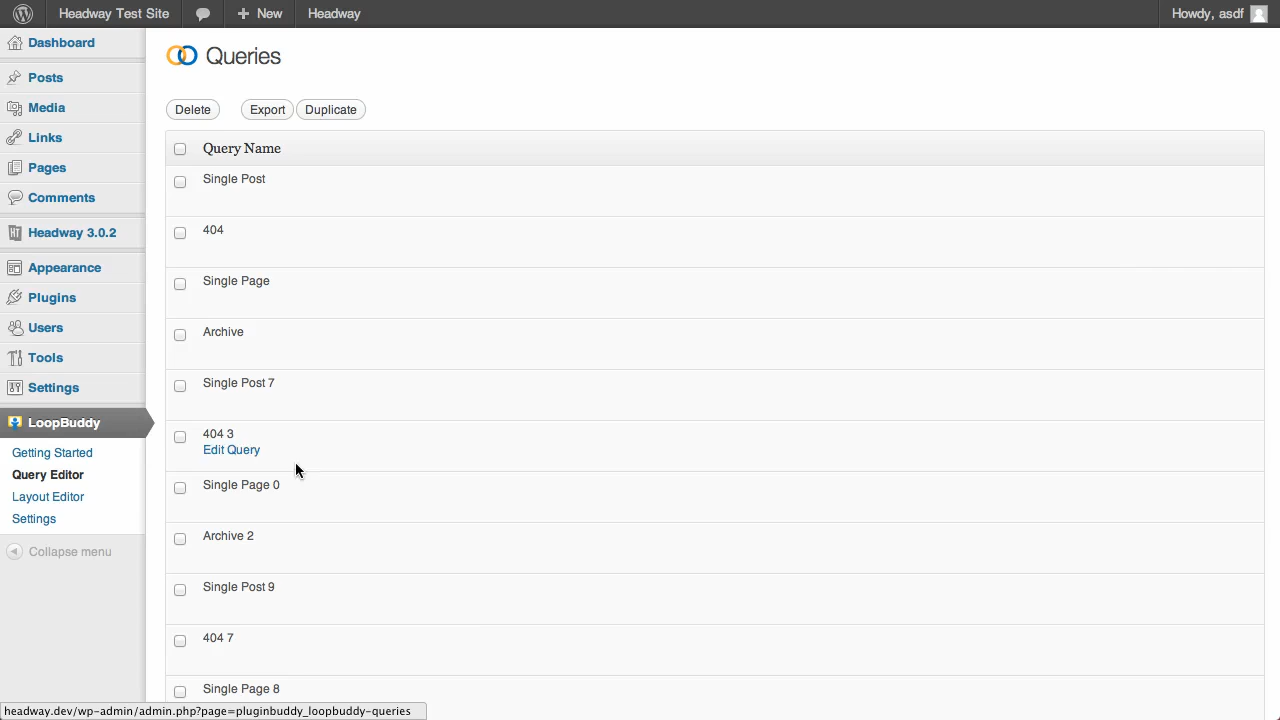 Headway Test Site
+ New
Headway
Howdy, asdf
Dashboard
Posts
Media
Links
Pages
Comments
Headway 3.0.2
Appearance
Plugins
Users
Tools
Settings
LoopBuddy
Getting Started
Query Editor
Layout Editor
Settings
Collapse menu
Queries
Delete
Export
Duplicate
Query Name
Single Post
404
Single Page
Archive
Single Post 7
404 3
Edit Query
Single Page 0
Archive 2
Single Post 9
404 7
Single Page 8
headway.dev/wp-admin/admin.php?page=pluginbuddy_loopbuddy-queries